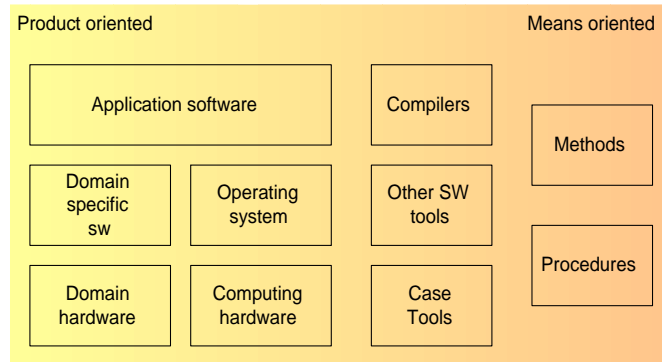 Product oriented
Means oriented
Application software
Compilers
Methods
Domain
specific
sw
Operating
system
Other SW
tools
Procedures
Domain
hardware
Computing
hardware
Case
Tools